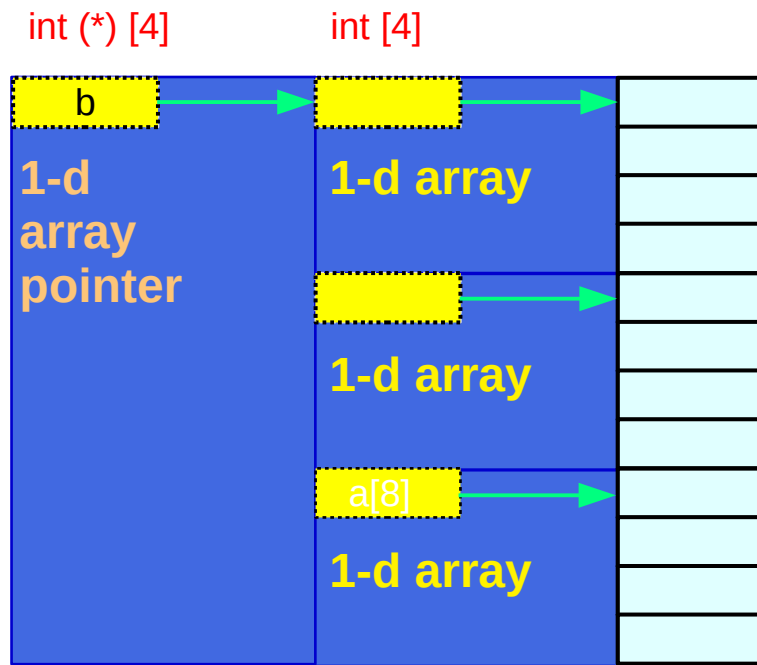 int (*) [4]
int [4]
b
1-d
array
pointer
1-d array
1-d array
a[8]
1-d array